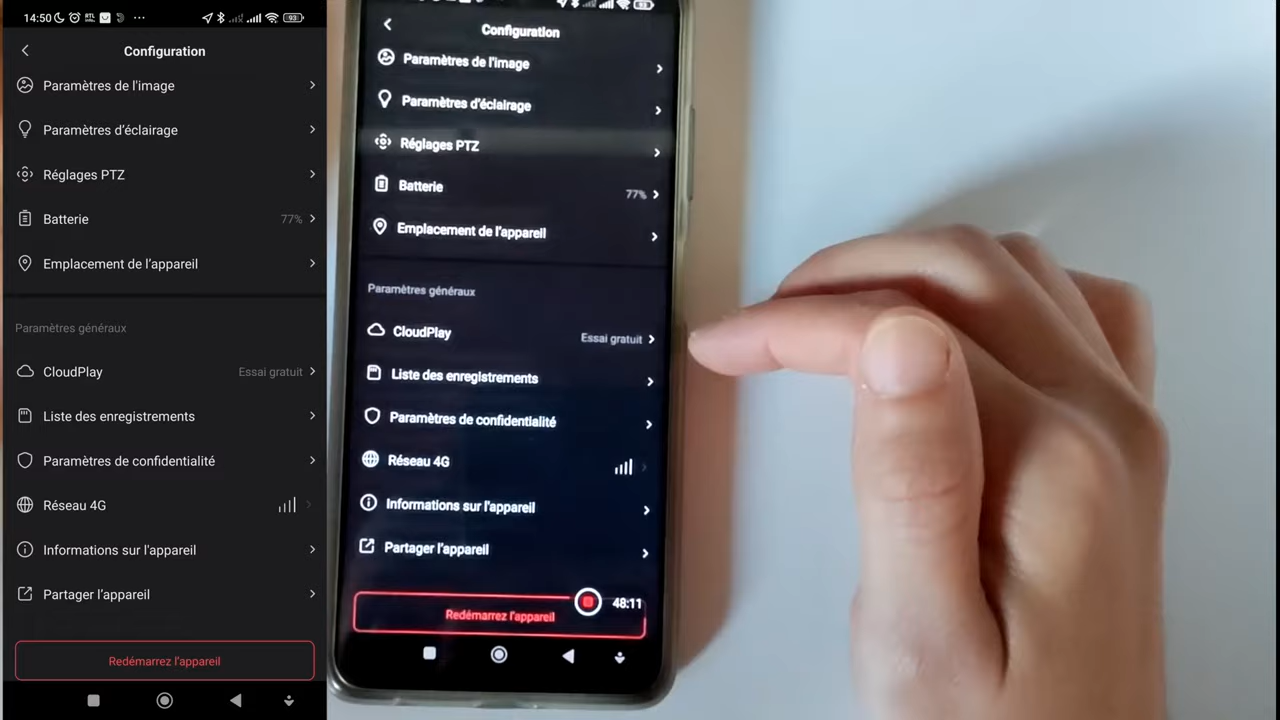 14:50
93
Configuration
Paramètres de l'image
Paramètres d'éclairage
Réglages PTZ
Batterie 77%
Emplacement de l'appareil
Paramètres généraux
CloudPlay Essai gratuit
Liste des enregistrements
Paramètres de confidentialité
Réseau 4G
Informations sur l'appareil
Partager l'appareil
Redémarrez l'appareil
Configuration
Paramètres de l'image
Paramètres d'éclairage
Réglages PTZ
Batterie 77%
Emplacement de l'appareil
Paramètres généraux
CloudPlay Essai gratuit
Liste des enregistrements
Paramètres de confidentialité
Réseau 4G
Informations sur l'appareil
Partager l'appareil
48:11
Redémarrez l'appareil